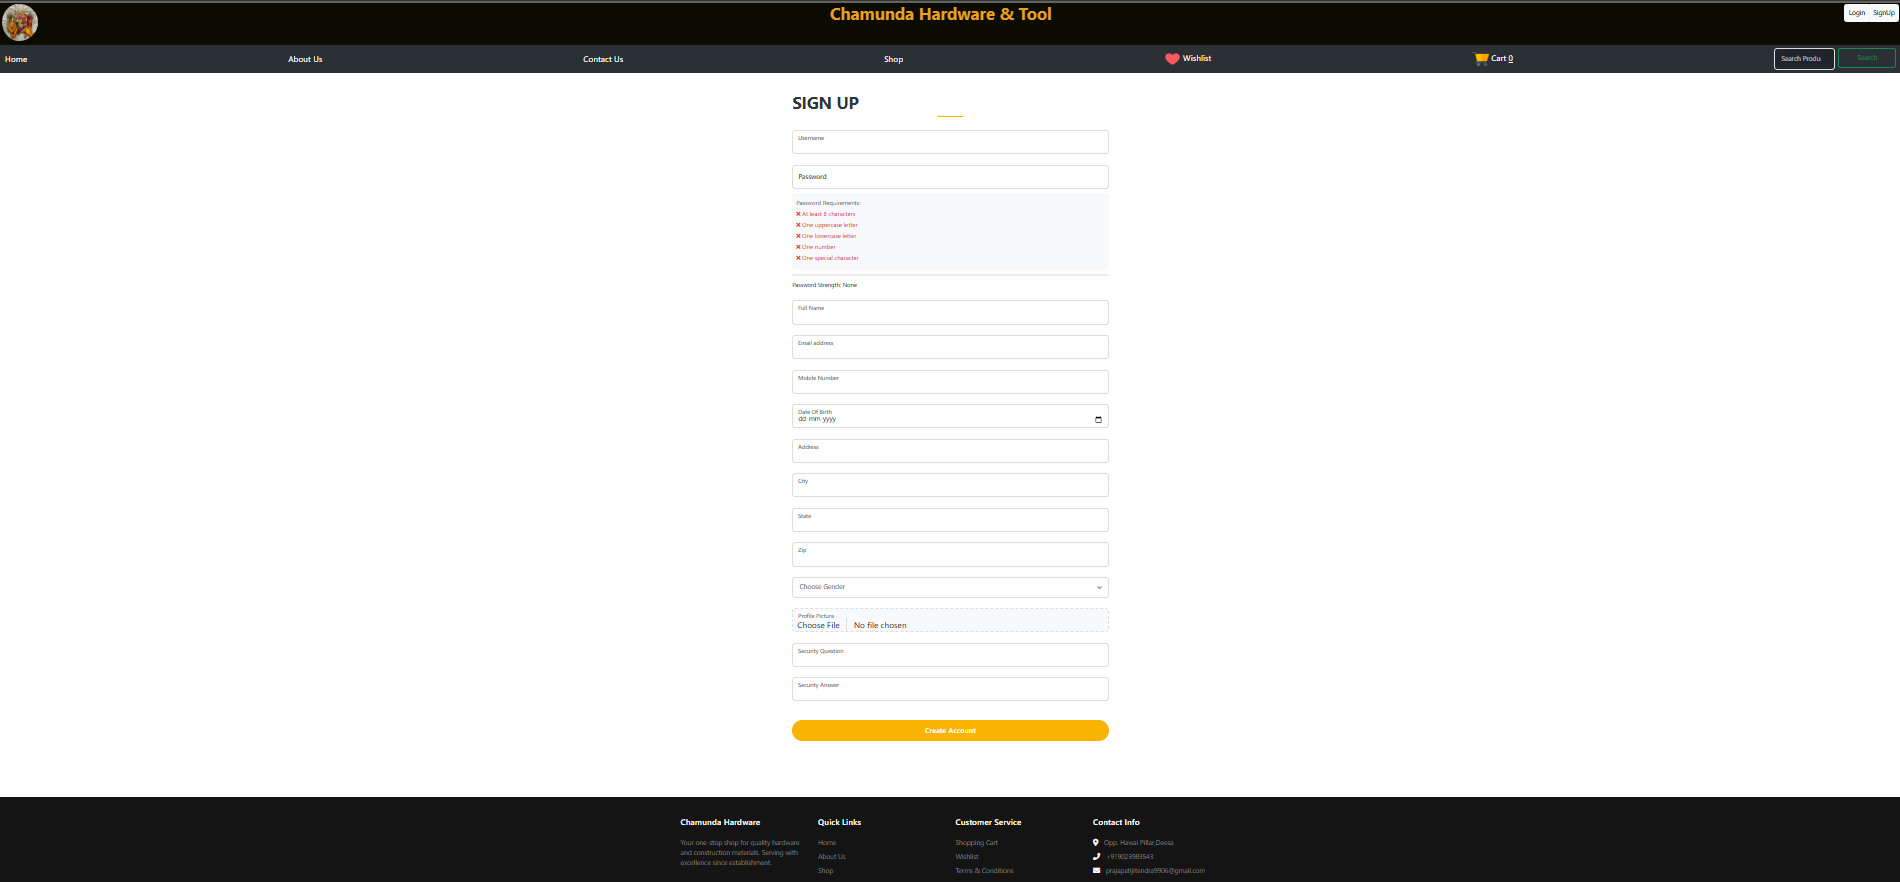 Chamunda Hardware & Tool
Login SignUp
Home About Us Contact Us Shop Wishlist Cart 0 Search Produ Search
SIGN UP
Username
Password
Password Requirements:
At least 8 characters
One uppercase letter
One lowercase letter
One number
One special character
Password Strength: None
Full Name
Email address
Mobile Number
Date Of Birth
dd-mm-yyyy
Address
City
State
Zip
Choose Gender
Profile Picture
Choose File No file chosen
Security Question
Security Answer
Create Account
Chamunda Hardware
Your one-stop shop for quality hardware
and construction materials. Serving with
excellence since establishment.
Quick Links
Home
About Us
Shop
Customer Service
Shopping Cart
Wishlist
Terms & Conditions
Contact Info
Opp. Hawai Pillar,Deesa
+919023983543
prajapatijitendra9906@gmail.com